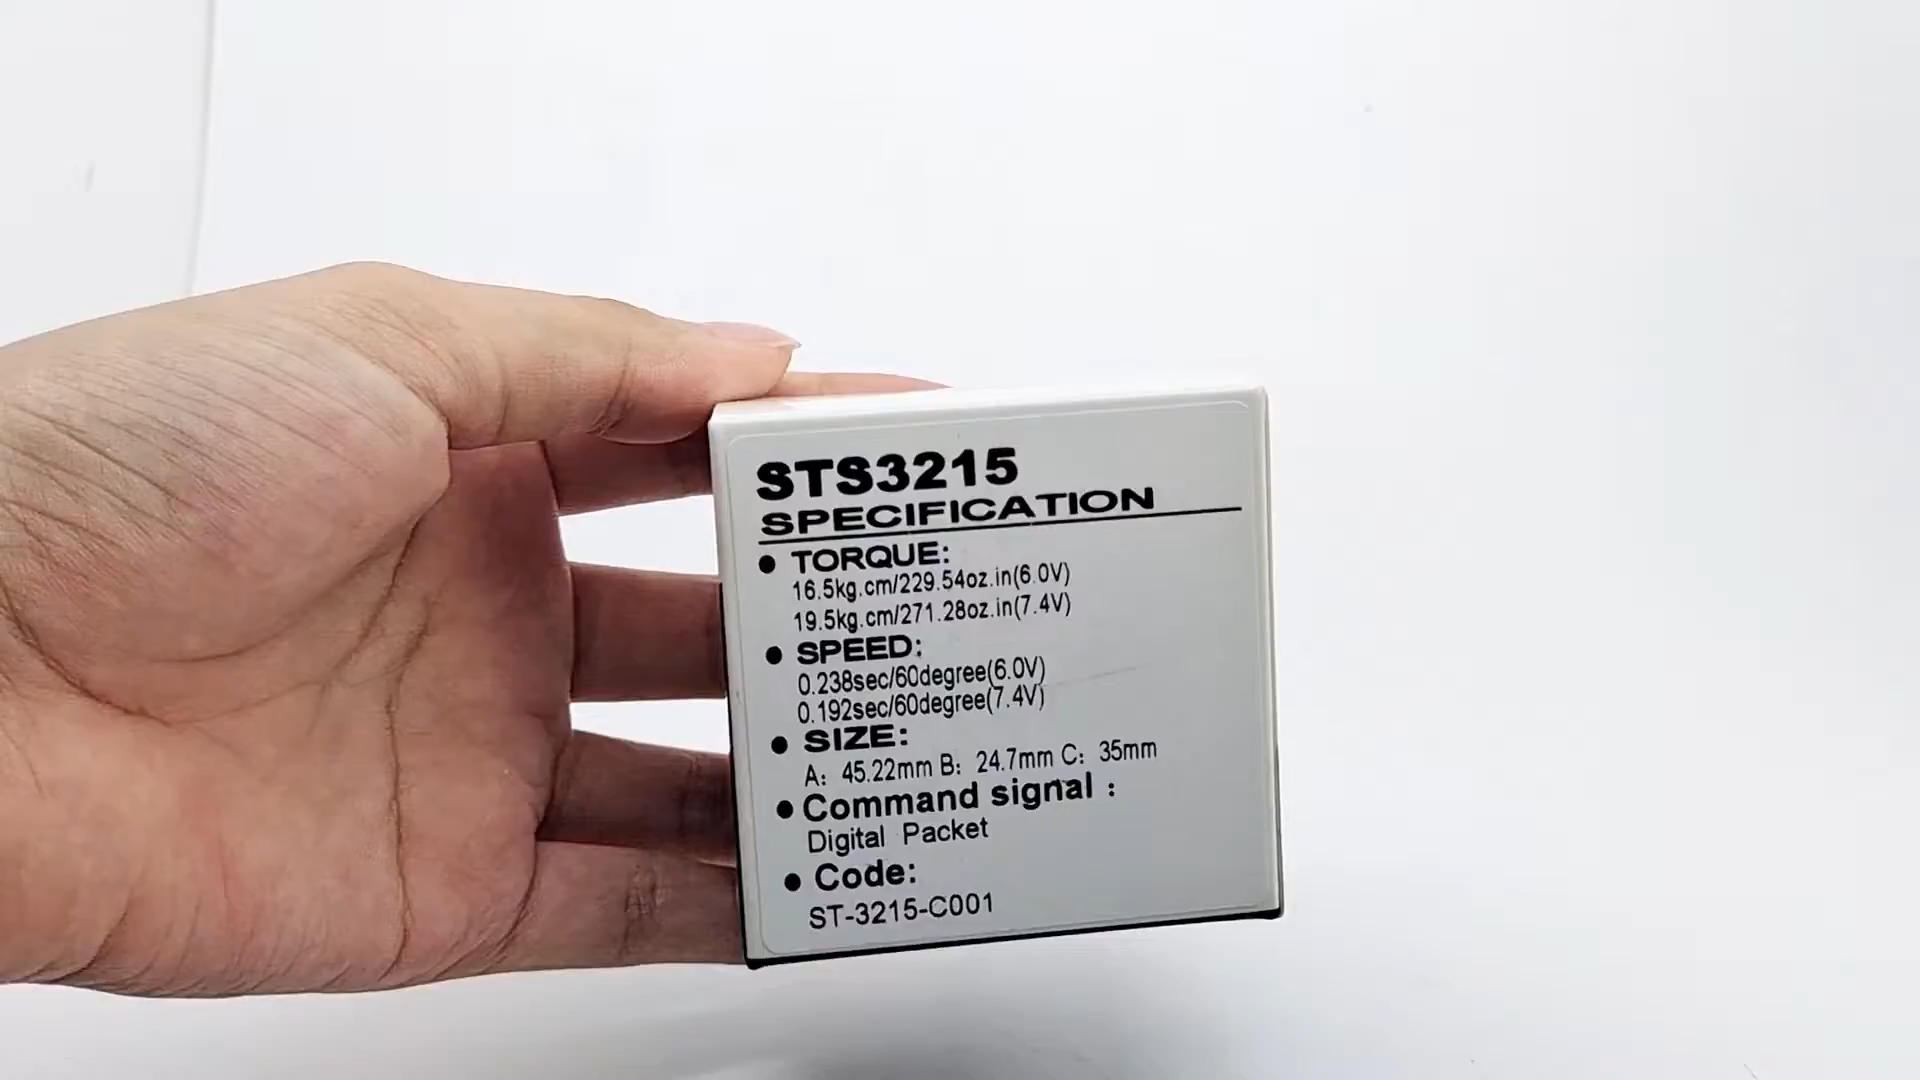 STS3215
SPECIFICATION
● TORQUE:
16.5kg.cm/229.54oz.in(6.0V)
19.5kg.cm/271.28oz.in(7.4V)
● SPEED:
0.238sec/60degree(6.0V)
0.192sec/60degree(7.4V)
● SIZE:
A: 45.22mm B: 24.7mm C: 35mm
● Command signal :
Digital Packet
● Code:
ST-3215-C001